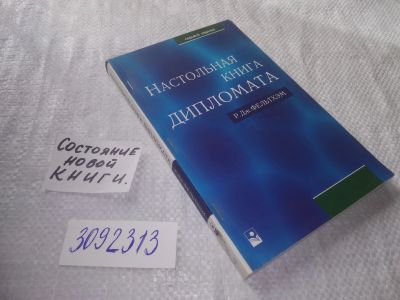 НАСТОЛЬНАЯ
КНИГА
ДИПЛОМАТА
Р. ДЖ. ФЕЛЬТХЭМ
Состояние
новой
книги.
3092313